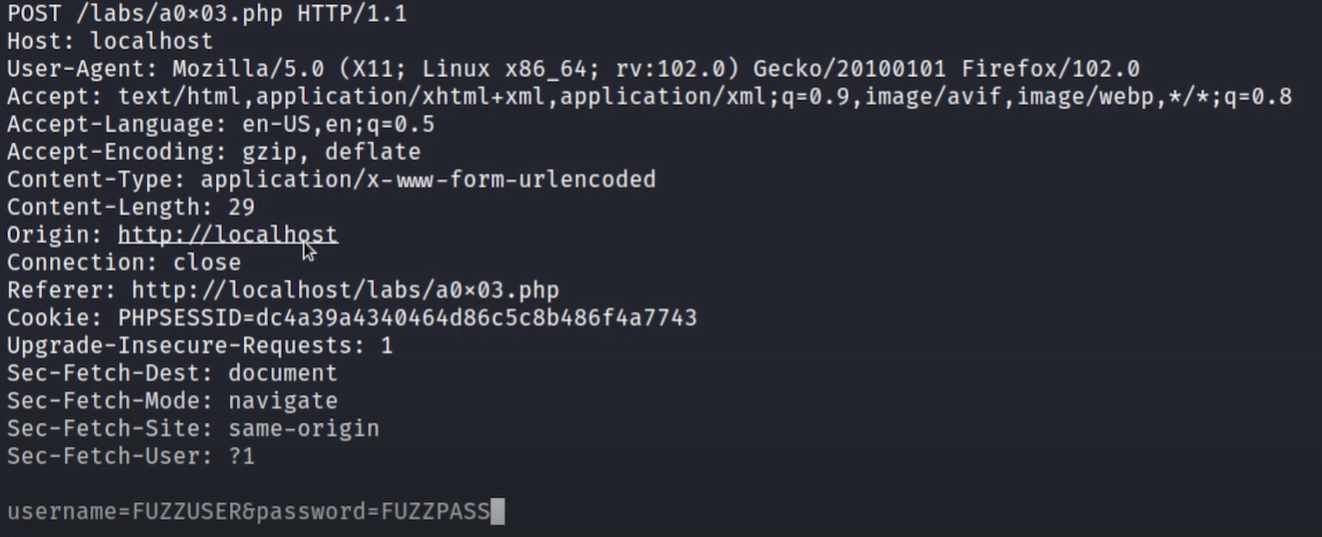 POST /labs/a0×03.php HTTP/1.1
Host: localhost
User-Agent: Mozilla/5.0 (X11; Linux x86_64; rv:102.0) Gecko/20100101 Firefox/102.0
Accept: text/html,application/xhtml+xml,application/xml;q=0.9,image/avif,image/webp,*/*;q=0.8
Accept-Language: en-US,en;q=0.5
Accept-Encoding: gzip, deflate
Content-Type: application/x-www-form-urlencoded
Content-Length: 29
Origin: http://localhost
Connection: close
Referer: http://localhost/labs/a0×03.php
Cookie: PHPSESSID=dc4a39a4340464d86c5c8b486f4a7743
Upgrade-Insecure-Requests: 1
Sec-Fetch-Dest: document
Sec-Fetch-Mode: navigate
Sec-Fetch-Site: same-origin
Sec-Fetch-User: ?1
username=FUZZUSER&password=FUZZPASS